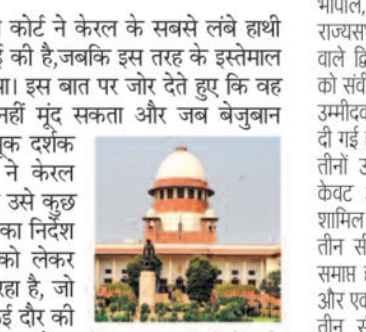 कोर्ट ने केरल के सबसे लंबे हाथी
की है,जबकि इस तरह के इस्तेमाल
इस बात पर जोर देते हुए कि वह
नहीं मूंद सकता और जब बेजुबान
दर्शक
ने केरल
उसे कुछ
का निर्देश
को लेकर
रहा है, जो
दौर की
भोपाल,
राज्यसभ
वाले द्वि
को संवी
उम्मीदव
दी गई
तीनों
केवट
शामिल
तीन सी
समाप्त
और एव
तीन